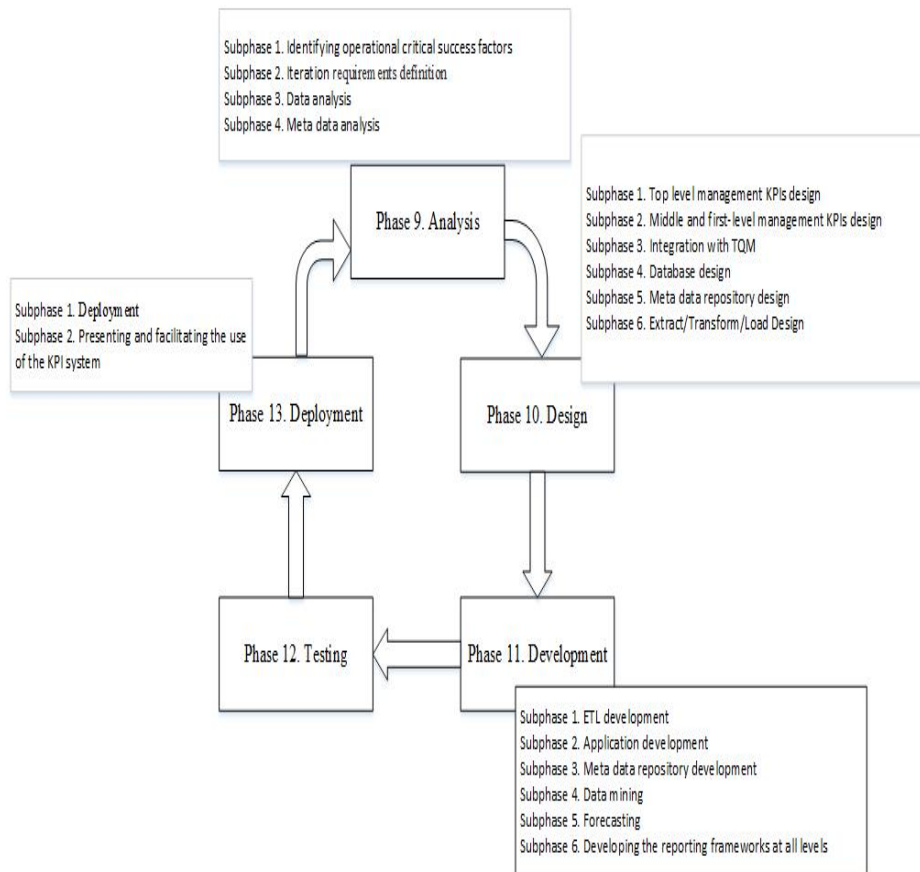 Subphase 1. Identifying operational critical success factors
Subphase 2. Iteration requirements definition
Subphase 3. Data analysis
Subphase 4. Meta data analysis
Phase 9. Analysis
Subphase 1. Top level management KPIs design
Subphase 2. Middle and first-level management KPIs design
Subphase 3. Integration with TQM
Subphase 4. Database design
Subphase 5. Meta data repository design
Subphase 6. Extract/Transform/Load Design
Phase 10. Design
Subphase 1. Deployment
Subphase 2. Presenting and facilitating the use
of the KPI system
Phase 13. Deployment
Phase 12. Testing
Phase 11. Development
Subphase 1. ETL development
Subphase 2. Application development
Subphase 3. Meta data repository development
Subphase 4. Data mining
Subphase 5. Forecasting
Subphase 6. Developing the reporting frameworks at all levels